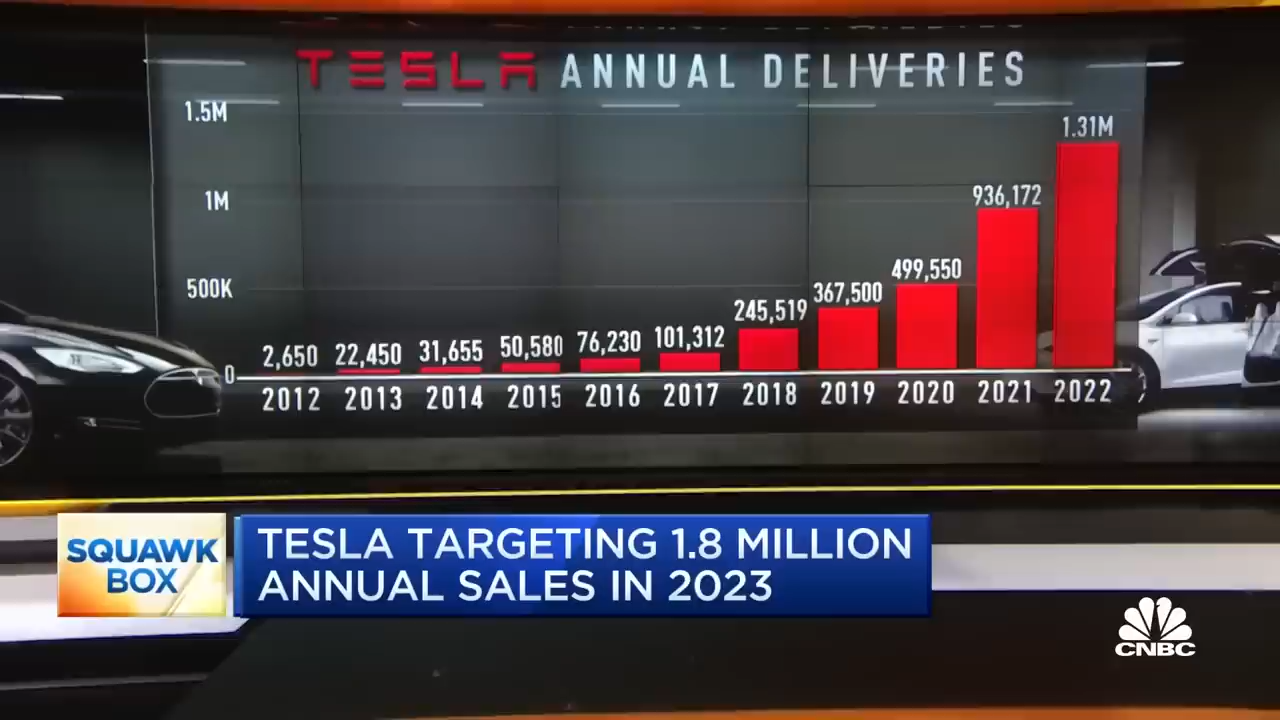 TESLA ANNUAL DELIVERIES
1.5M
1M
500K
0
2,650 22,450 31,655 50,580 76,230 101,312 245,519 367,500 499,550 936,172 1.31M
2012 2013 2014 2015 2016 2017 2018 2019 2020 2021 2022
SQUAWK
BOX
TESLA TARGETING 1.8 MILLION
ANNUAL SALES IN 2023
CNBC